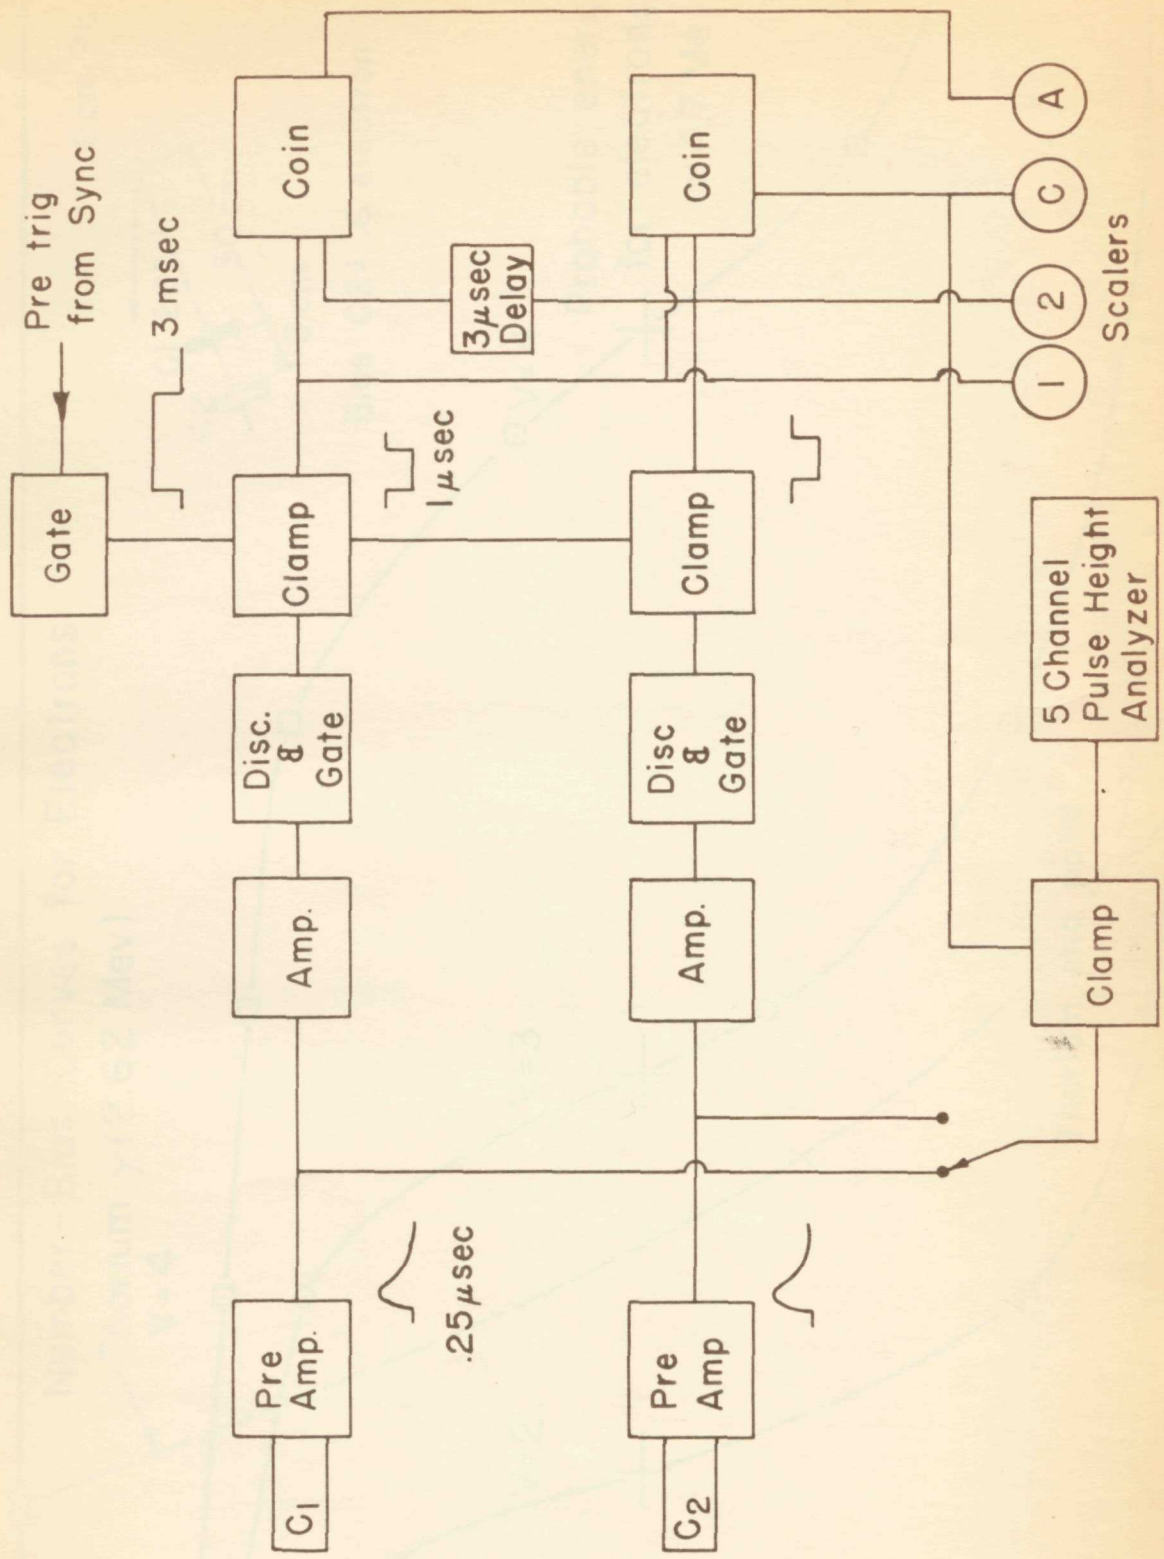 Pre trig
from Sync
Gate
3 msec
C1
Pre
Amp.
.25μsec
Amp.
Disc.
&
Gate
Clamp
1μsec
Coin
3μsec
Delay
C2
Pre
Amp
Amp.
Disc
&
Gate
Clamp
Coin
Clamp
5 Channel
Pulse Height
Analyzer
1
2
C
A
Scalers